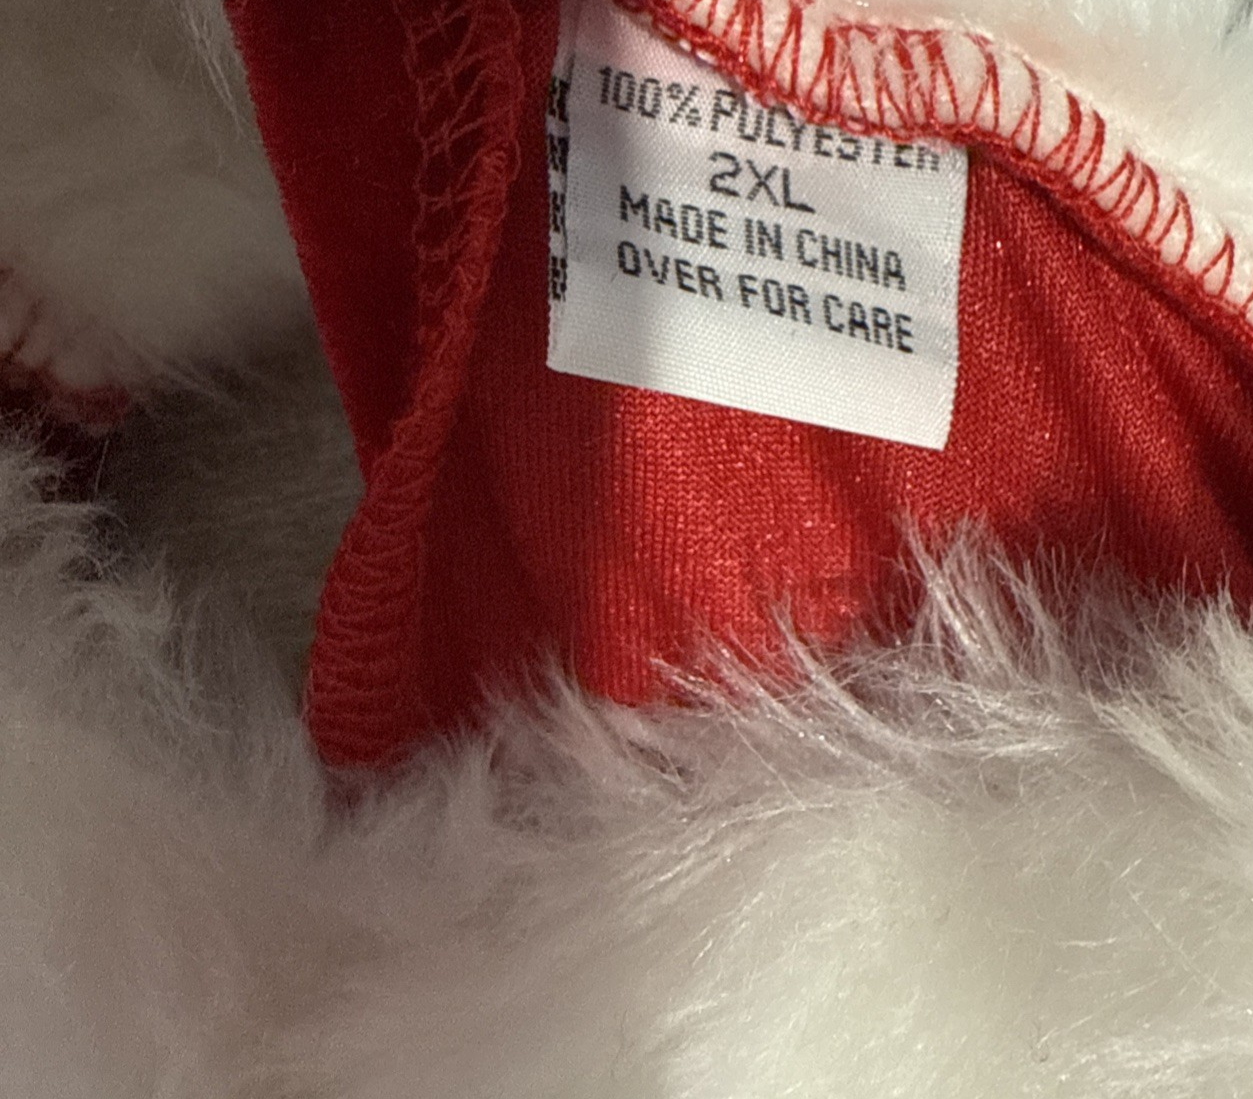 100% POLYESTER
2XL
MADE IN CHINA
OVER FOR CARE